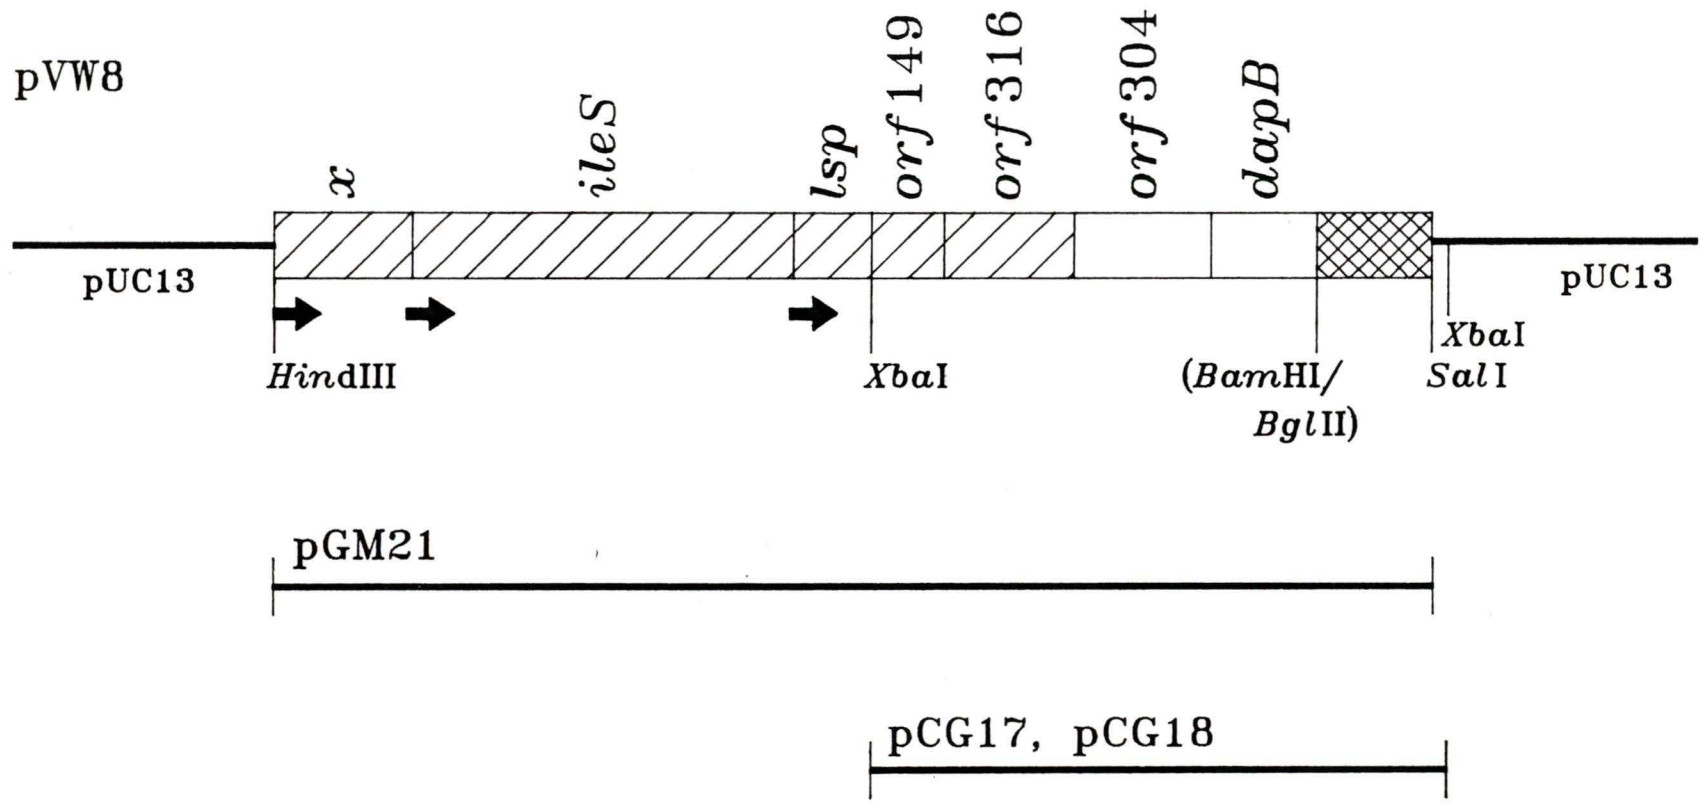 pVW8
x
ileS
lsp
orf149
orf316
orf304
dapB
pUC13
pUC13
HindIII
XbaI
(BamHI/
BglII)
XbaI
SalI
pGM21
pCG17, pCG18